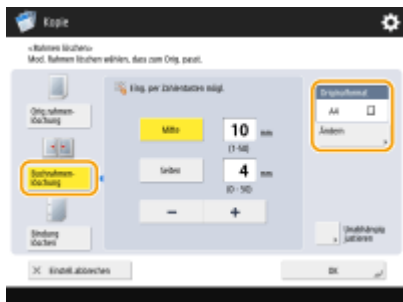 Kopie
<Rahmen löschen>
Mod. Rahmen löschen wählen, dass zum Orig. passt.
Orig.rahmen-
löschung
Buchrahmen-
löschung
Bindung
löschen
Eing. per Zahlentasten mögl.
Mitte
10 mm
(1-50)
Seiten
4 mm
(0 - 50)
−
+
Originalformat
A4
Ändern
Unabhängig
justieren
× Einstell. abbrechen
OK